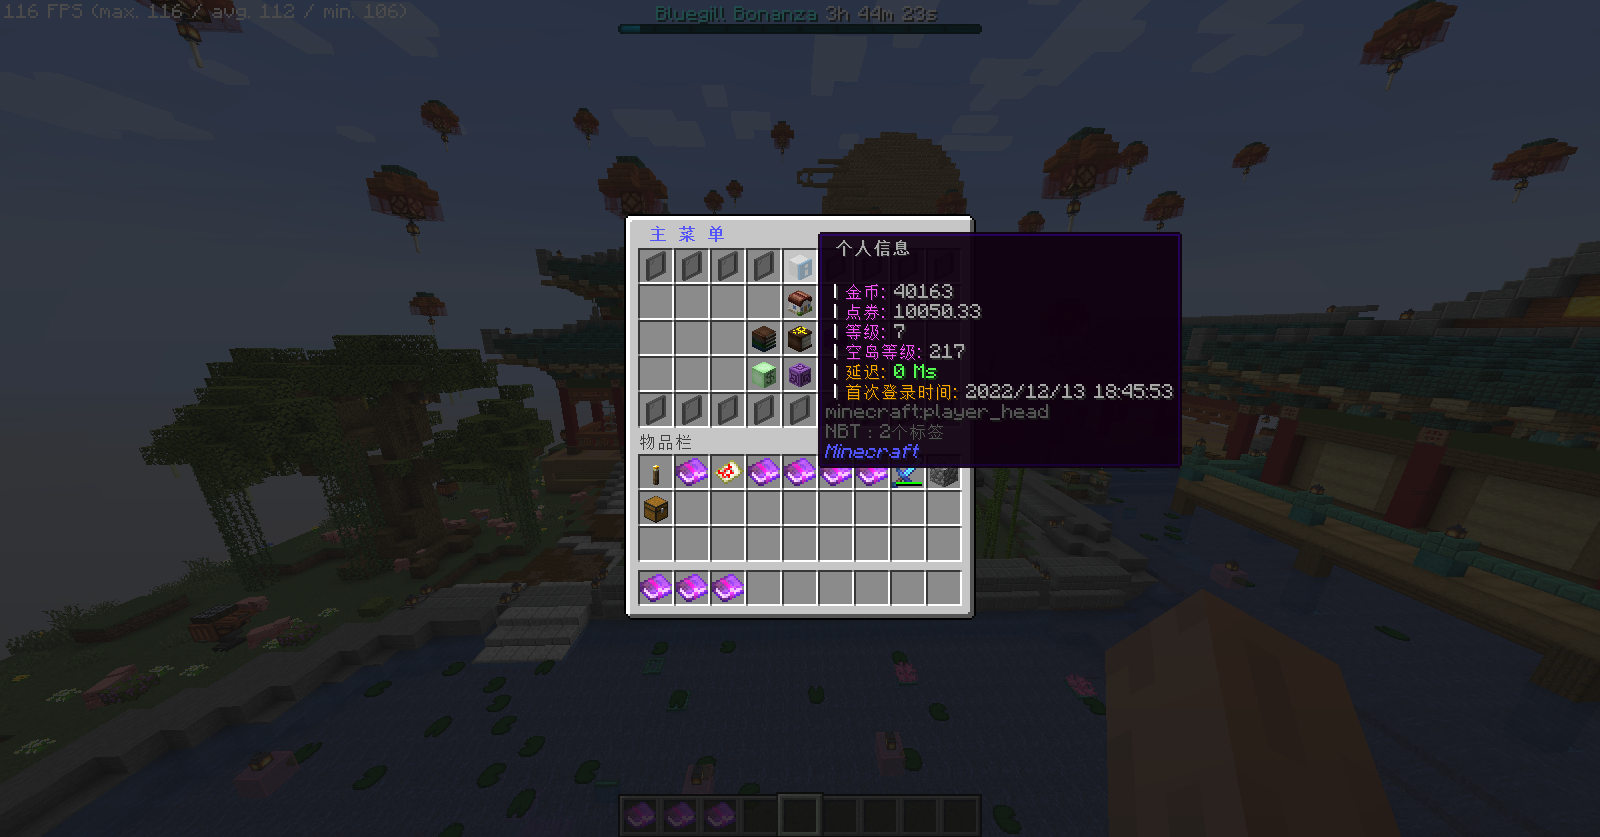 116 FPS (max. 116 / avg. 112 / min. 106)
Bluegill Bonanza 3h 44m 23s
主 菜 单
个人信息
金币: 40163
点券: 10050.33
等级: 7
空岛等级: 217
延迟: 0 Ms
首次登录时间: 2022/12/13 18:45:53
minecraft:player_head
NBT : 2个标签
Minecraft
物品栏